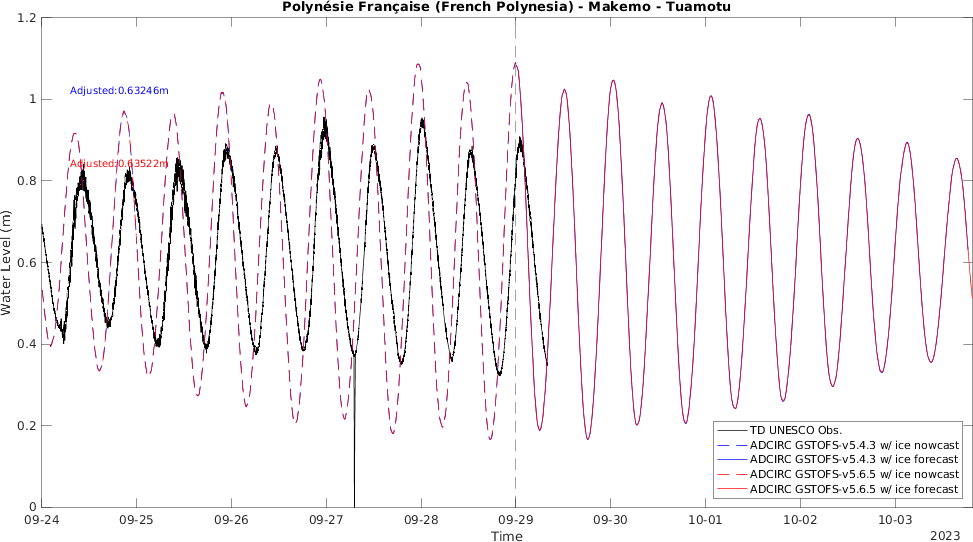 Polynésie Française (French Polynesia) - Makemo - Tuamotu
1.2
1
0.8
0.6
0.4
0.2
0
Water Level (m)
Adjusted:0.63246m
Adjusted:0.63522m
TD UNESCO Obs.
ADCIRC GSTOFS-v5.4.3 w/ ice nowcast
ADCIRC GSTOFS-v5.4.3 w/ ice forecast
ADCIRC GSTOFS-v5.6.5 w/ ice nowcast
ADCIRC GSTOFS-v5.6.5 w/ ice forecast
09-24 09-25 09-26 09-27 09-28 09-29 09-30 10-01 10-02 10-03
Time
2023